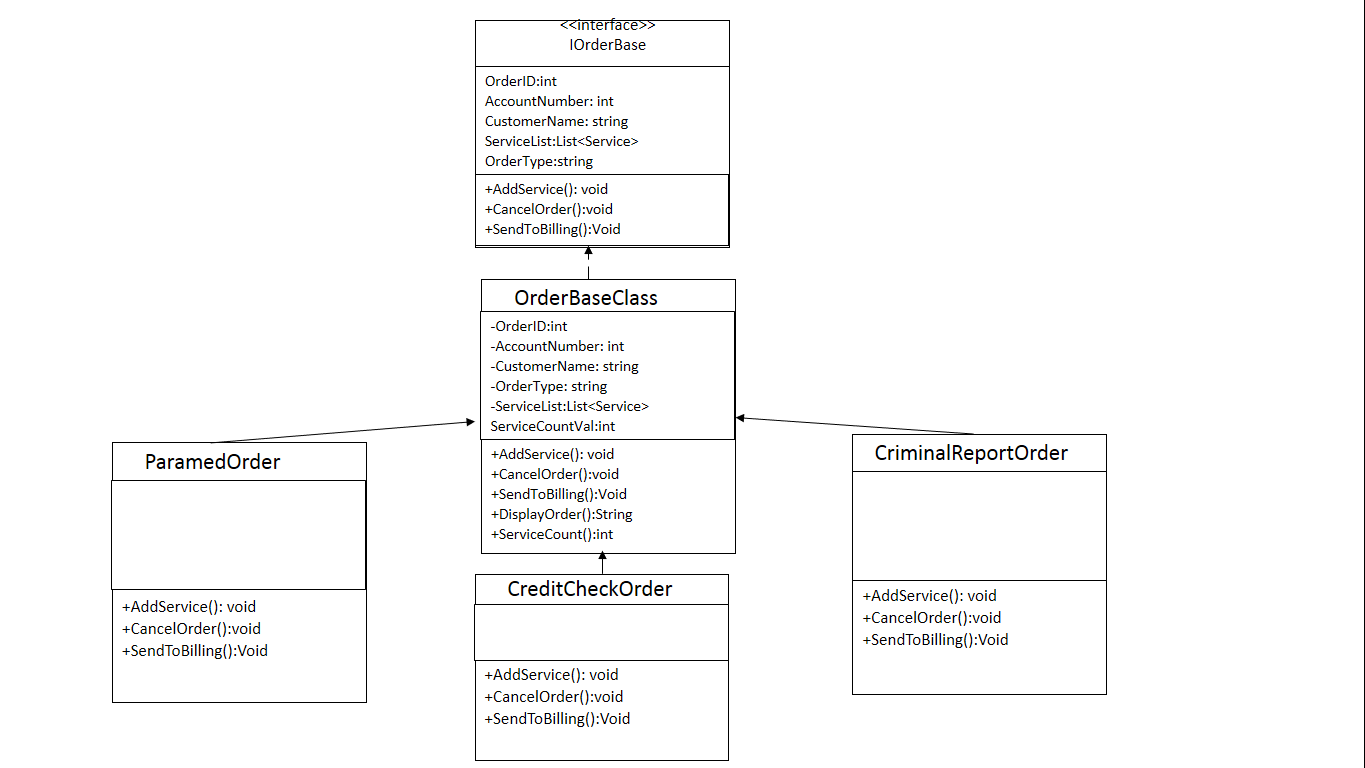 <<interface>>
IOrderBase
OrderID:int
AccountNumber: int
CustomerName: string
ServiceList:List<Service>
OrderType:string
+AddService(): void
+CancelOrder():void
+SendToBilling():Void
OrderBaseClass
-OrderID:int
-AccountNumber: int
-CustomerName: string
-OrderType: string
-ServiceList:List<Service>
ServiceCountVal:int
+AddService(): void
+CancelOrder():void
+SendToBilling():Void
+DisplayOrder():String
+ServiceCount():int
ParamedOrder
+AddService(): void
+CancelOrder():void
+SendToBilling():Void
CreditCheckOrder
+AddService(): void
+CancelOrder():void
+SendToBilling():Void
CriminalReportOrder
+AddService(): void
+CancelOrder():void
+SendToBilling():Void